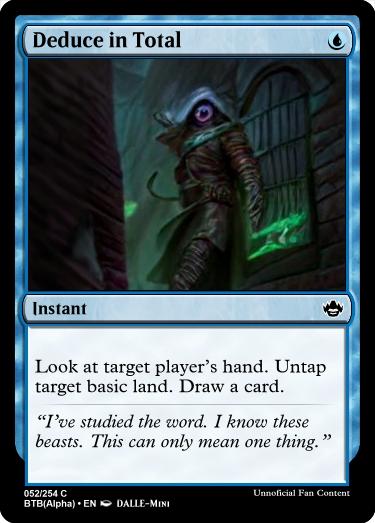 Deduce in Total
Instant
Look at target player's hand. Untap
target basic land. Draw a card.
“I've studied the word. I know these
beasts. This can only mean one thing.”
052/254 C
BTB(Alpha) • EN DALLE-Mini
Unnoficial Fan Content